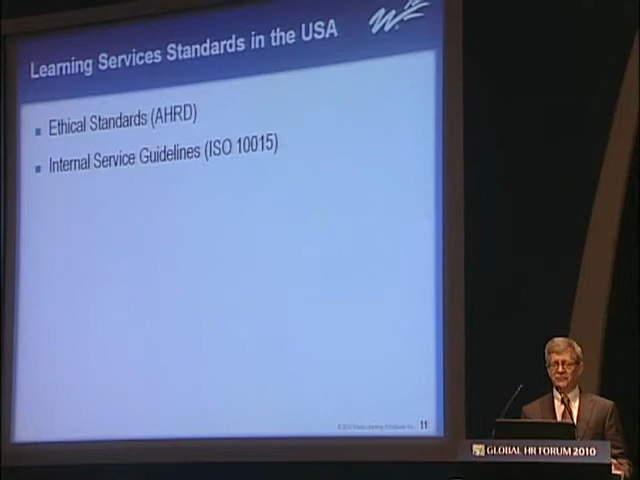 Learning Services Standards in the USA
Ethical Standards (AHRD)
Internal Service Guidelines (ISO 10015)
11
GLOBAL HR FORUM 2010